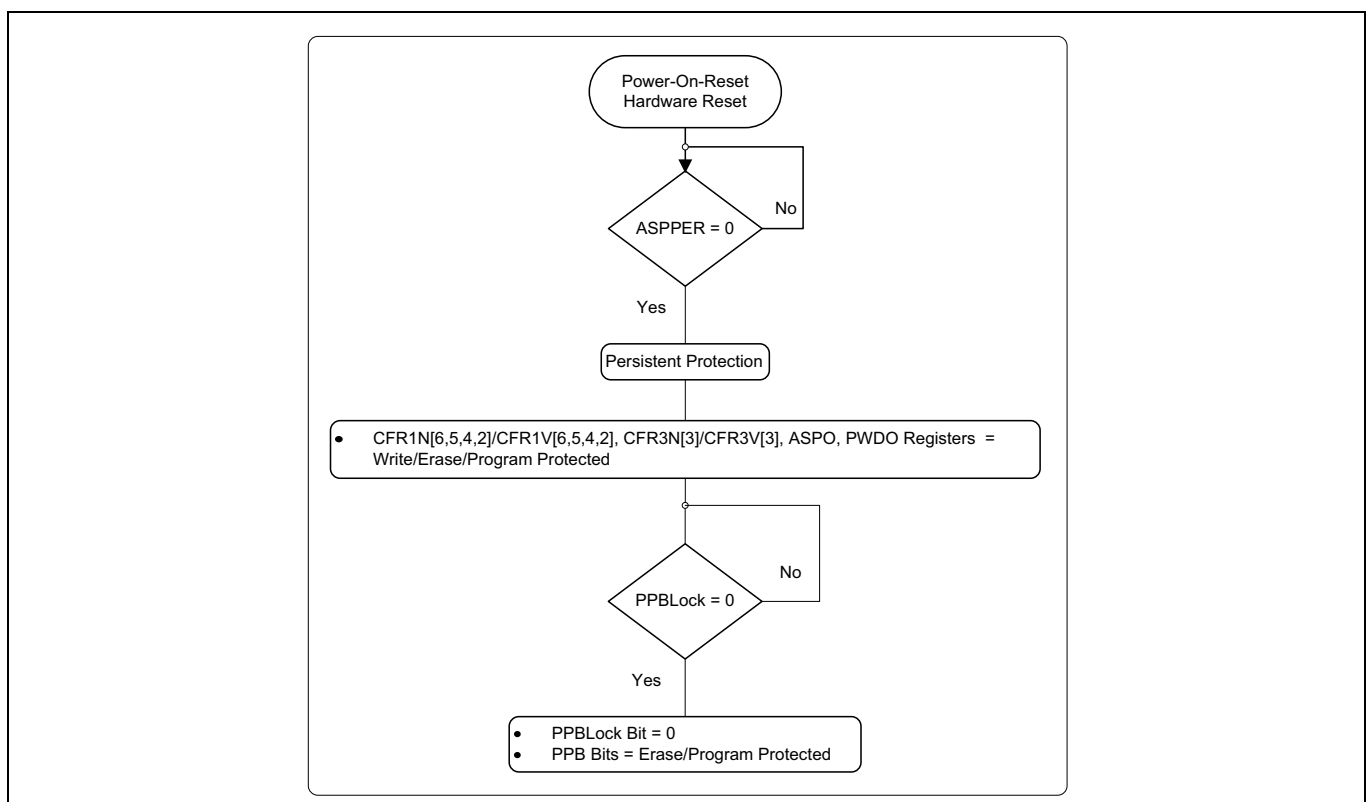 Power-On-Reset
Hardware Reset
ASPPER = 0
No
Yes
Persistent Protection
• CFR1N[6,5,4,2]/CFR1V[6,5,4,2], CFR3N[3]/CFR3V[3], ASPO, PWDO Registers =
Write/Erase/Program Protected
PPBLock = 0
No
Yes
• PPBLock Bit = 0
• PPB Bits = Erase/Program Protected